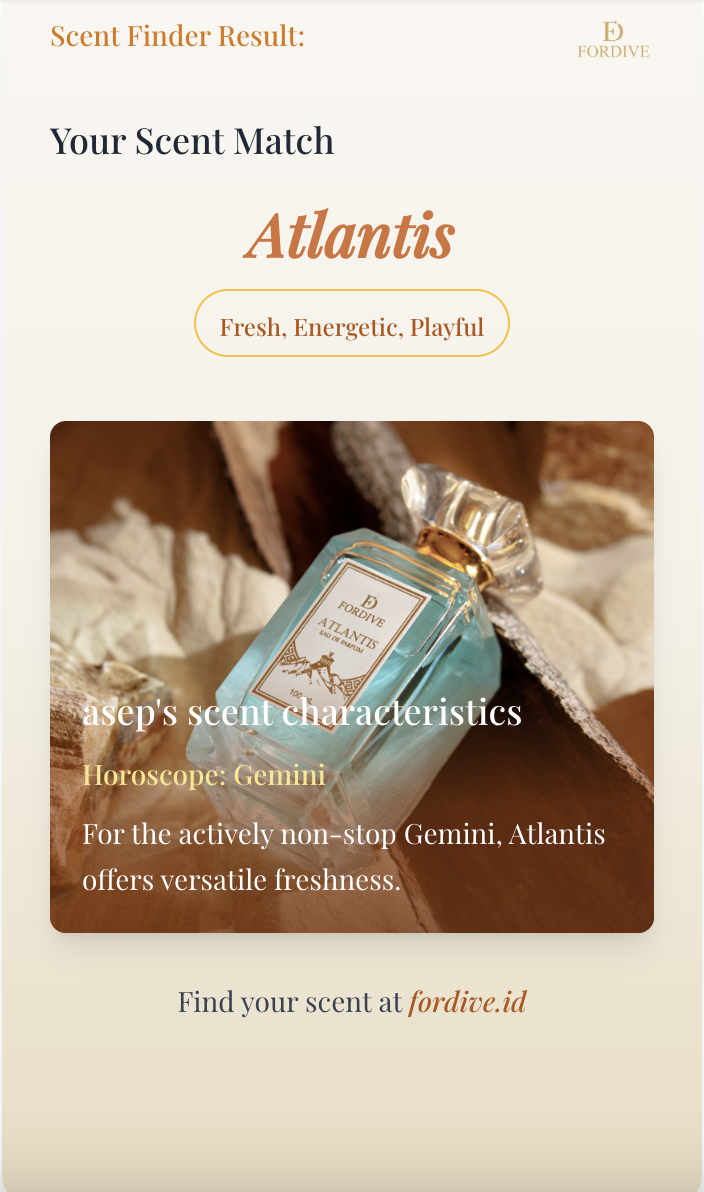 Scent Finder Result:
FD
FORDIVE
Your Scent Match
Atlantis
Fresh, Energetic, Playful
FD
FORDIVE
ATLANTIS
EAU DE PARFUM
100
asep's scent characteristics
Horoscope: Gemini
For the actively non-stop Gemini, Atlantis
offers versatile freshness.
Find your scent at fordive.id